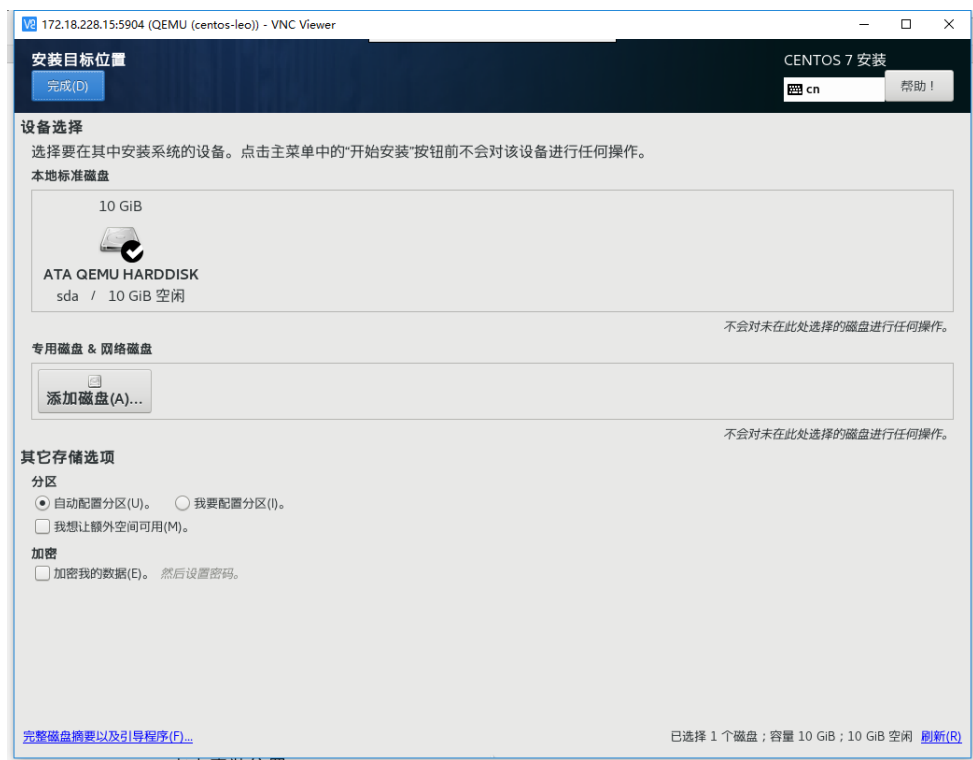 172.18.228.15:5904 (QEMU (centos-leo)) - VNC Viewer
安装目标位置
CENTOS 7 安装
完成(D)
cn
帮助！
设备选择
选择要在其中安装系统的设备。点击主菜单中的“开始安装”按钮前不会对该设备进行任何操作。
本地标准磁盘
10 GiB
ATA QEMU HARDDISK
sda / 10 GiB 空闲
不会对未在此处选择的磁盘进行任何操作。
专用磁盘 & 网络磁盘
添加磁盘(A)...
不会对未在此处选择的磁盘进行任何操作。
其它存储选项
分区
自动配置分区(U)。 我要配置分区(I)。
我想让额外空间可用(M)。
加密
加密我的数据(E)。 然后设置密码。
完整磁盘摘要以及引导程序(F)... 已选择 1 个磁盘；容量 10 GiB；10 GiB 空闲 刷新(R)